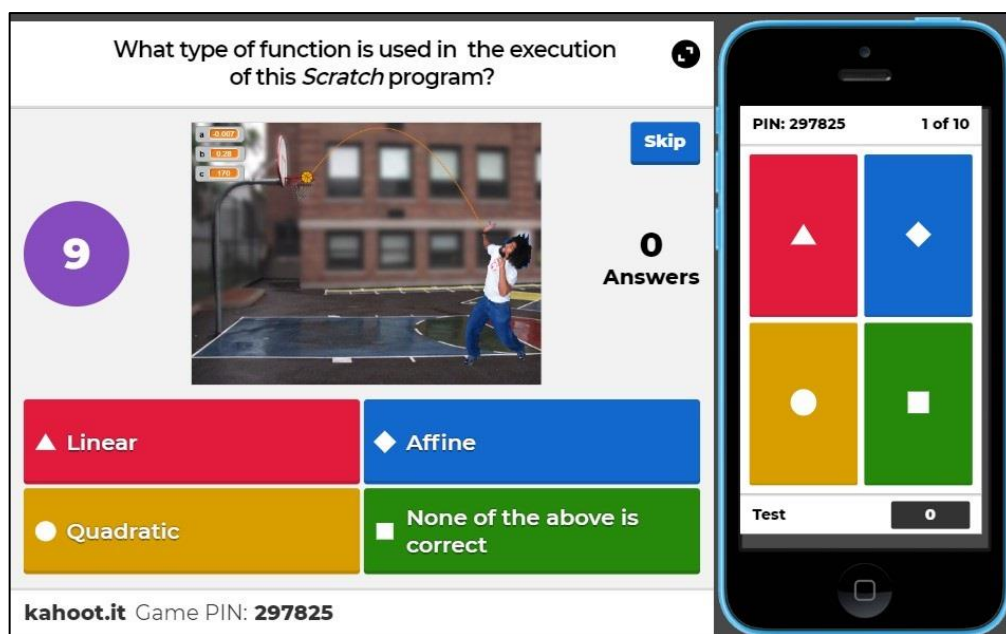 What type of function is used in the execution
of this Scratch program?
a -0.007
b 0.28
c 170
Skip
9
0
Answers
Linear
Affine
Quadratic
None of the above is
correct
kahoot.it Game PIN: 297825
PIN: 297825 1 of 10
Test 0